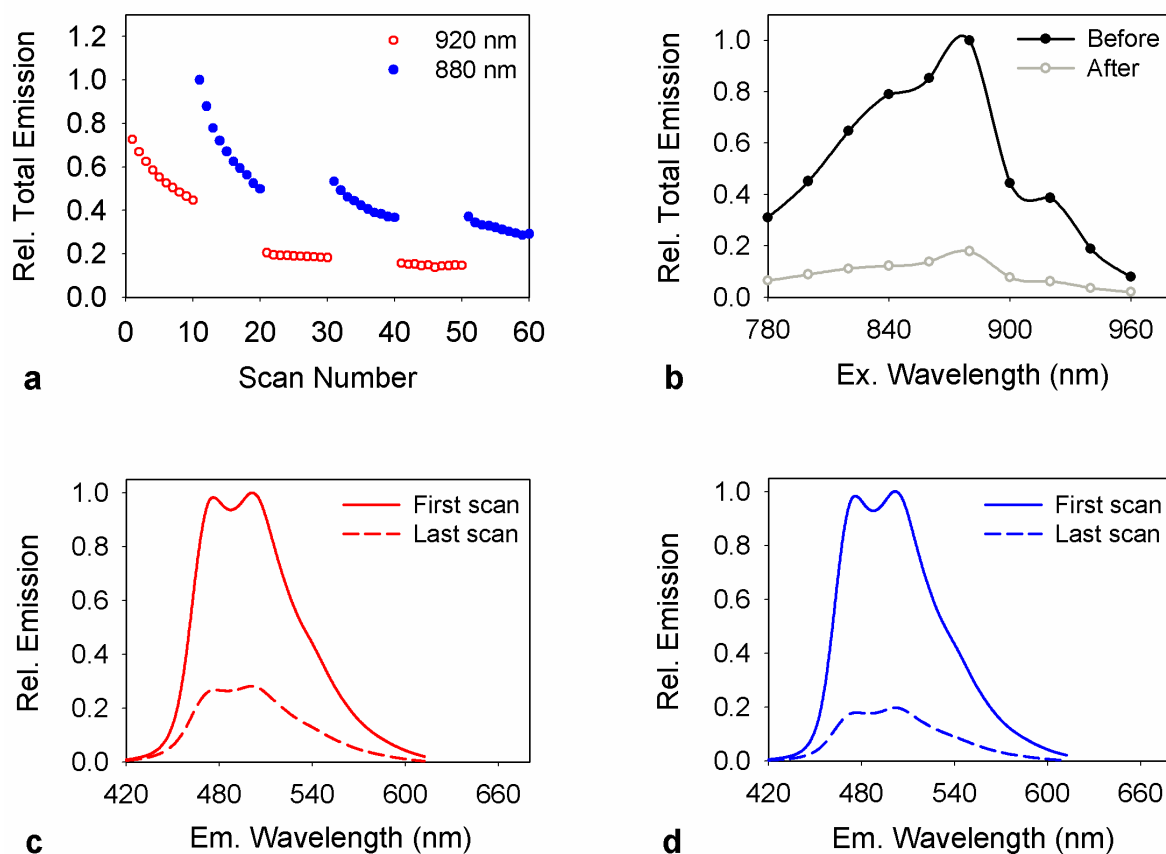 1.2
1.0
0.8
0.6
0.4
0.2
0.0
Rel. Total Emission
920 nm
880 nm
0 10 20 30 40 50 60
Scan Number
a
1.0
0.8
0.6
0.4
0.2
0.0
Rel. Total Emission
Before
After
780 840 900 960
Ex. Wavelength (nm)
b
1.0
0.8
0.6
0.4
0.2
0.0
Rel. Emission
First scan
Last scan
420 480 540 600 660
Em. Wavelength (nm)
c
1.0
0.8
0.6
0.4
0.2
0.0
Rel. Emission
First scan
Last scan
420 480 540 600 660
Em. Wavelength (nm)
d